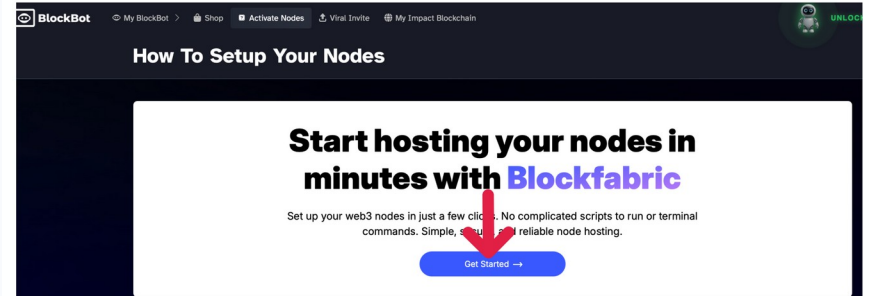 BlockBot
My BlockBot > Shop Activate Nodes Viral Invite My Impact Blockchain
How To Setup Your Nodes
Start hosting your nodes in
minutes with Blockfabric
Set up your web3 nodes in just a few No complicated scripts to run or terminal
commands. Simple, reliable node hosting.
Get Started →